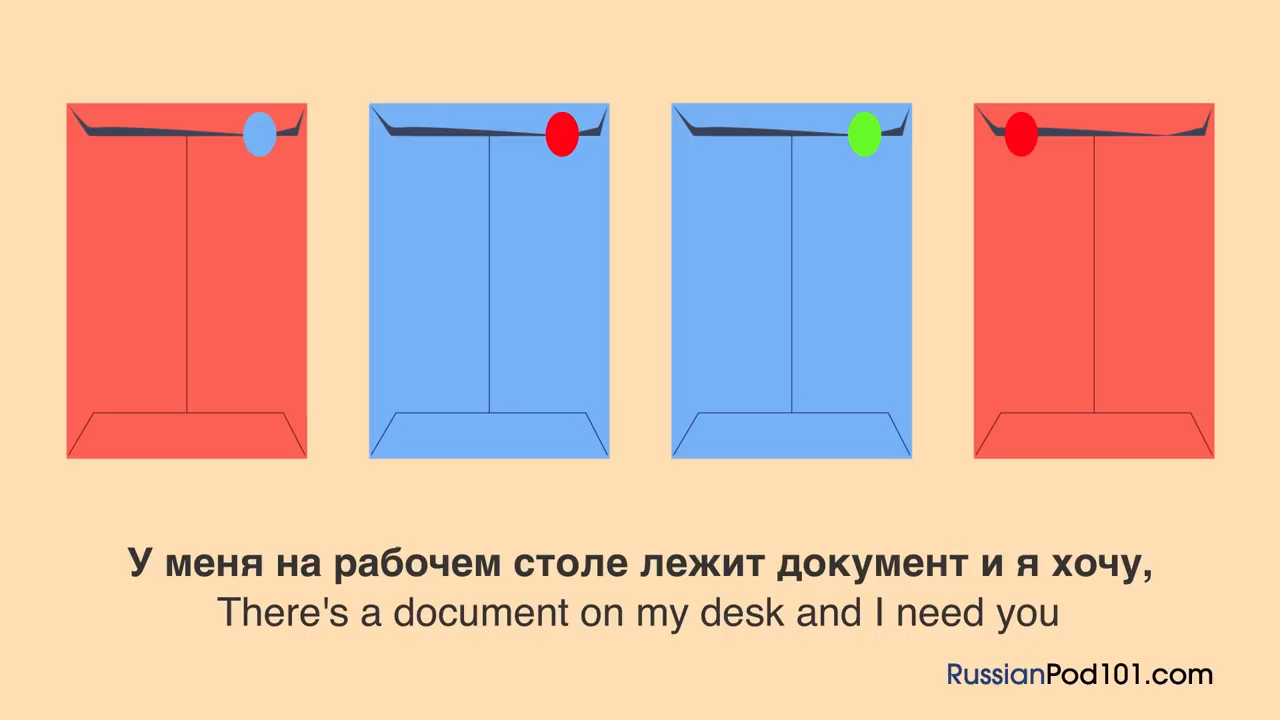 У меня на рабочем столе лежит документ и я хочу,
There's a document on my desk and I need you
RussianPod101.com